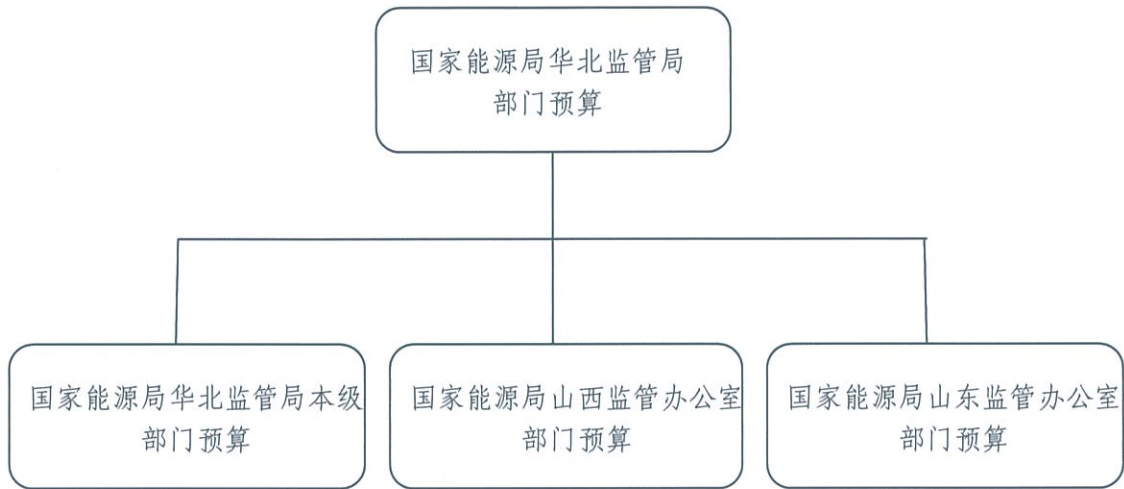 国家能源局华北监管局
部门预算
国家能源局华北监管局本级
部门预算
国家能源局山西监管办公室
部门预算
国家能源局山东监管办公室
部门预算